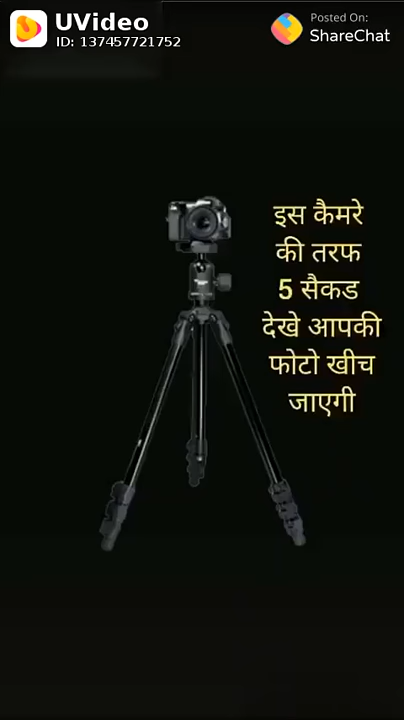 UVideo
ID: 137457721752
Posted On:
ShareChat
इस कैमरे
की तरफ
5 सैकड
देखे आपकी
फोटो खीच
जाएगी